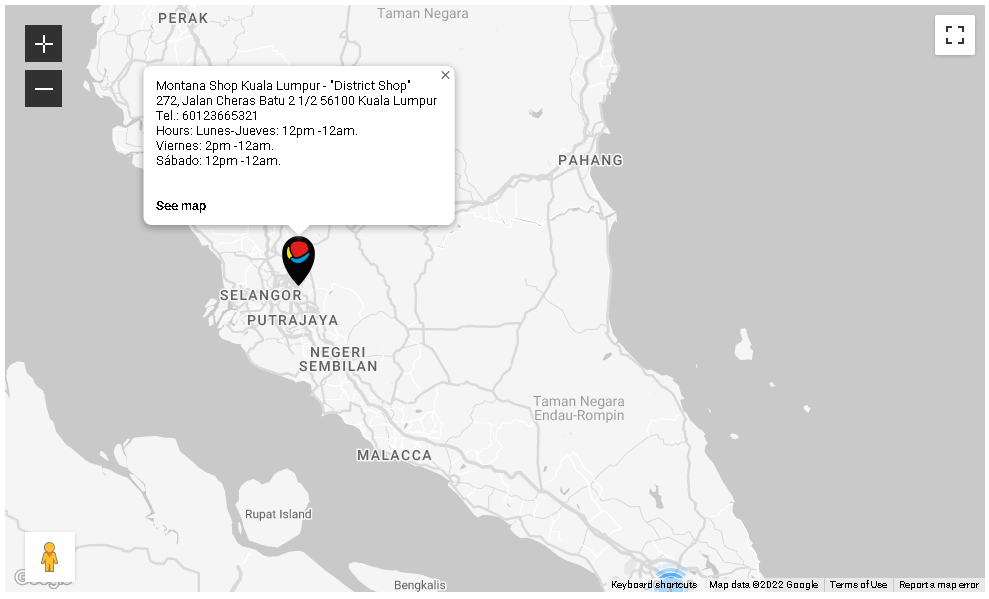 PERAK
Taman Negara
Montana Shop Kuala Lumpur - "District Shop"
272, Jalan Cheras Batu 2 1/2 56100 Kuala Lumpur
Tel.: 60123665321
Hours: Lunes-Jueves: 12pm -12am.
Viernes: 2pm -12am.
Sábado: 12pm -12am.
See map
PAHANG
SELANGOR
PUTRAJAYA
NEGERI
SEMBILAN
Taman Negara
Endau-Rompin
MALACCA
Rupat Island
Bengkalis
Google
Keyboard shortcuts
Map data ©2022 Google
Terms of Use
Report a map error